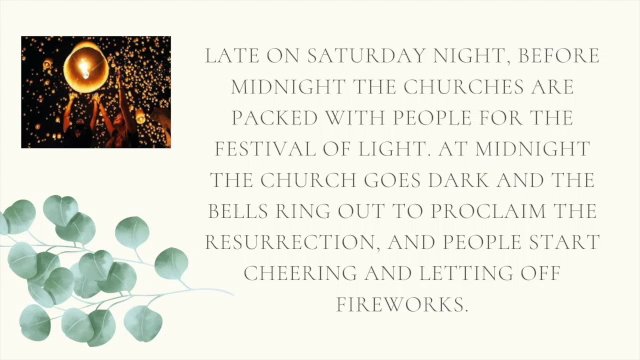 LATE ON SATURDAY NIGHT, BEFORE
MIDNIGHT THE CHURCHES ARE
PACKED WITH PEOPLE FOR THE
FESTIVAL OF LIGHT. AT MIDNIGHT
THE CHURCH GOES DARK AND THE
BELLS RING OUT TO PROCLAIM THE
RESURRECTION, AND PEOPLE START
CHEERING AND LETTING OFF
FIREWORKS.